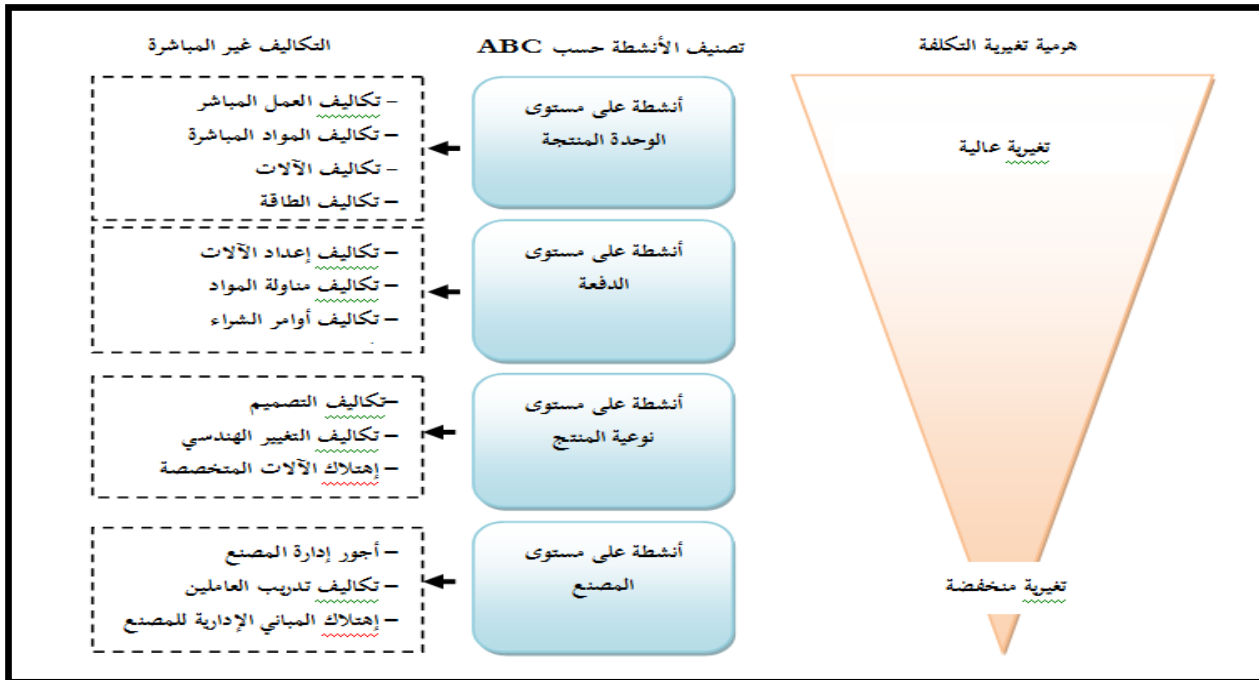 هرمية تغيرية التكلفة
تصنيف الأنشطة حسب ABC
التكاليف غير المباشرة
تغيرية عالية
أنشطة على مستوى
الوحدة المنتجة
– تكاليف العمل المباشر
– تكاليف المواد المباشرة
– تكاليف الآلات
– تكاليف الطاقة
أنشطة على مستوى
الدفعة
– تكاليف إعداد الآلات
– تكاليف مناولة المواد
– تكاليف أوامر الشراء
أنشطة على مستوى
نوعية المنتج
–تكاليف التصميم
– تكاليف التغيير الهندسي
– إهتلاك الآلات المتخصصة
تغيرية منخفضة
أنشطة على مستوى
المصنع
– أجور إدارة المصنع
– تكاليف تدريب العاملين
– إهتلاك المباني الإدارية للمصنع